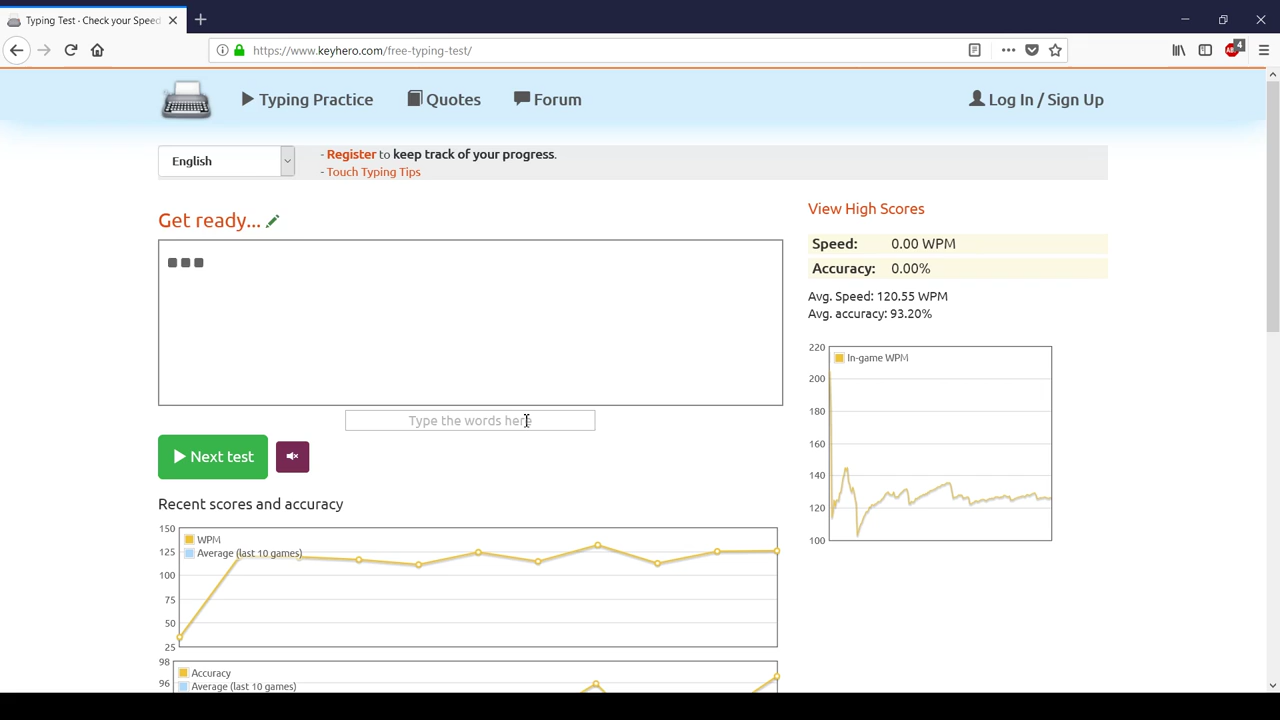 Typing Test · Check your Speed
https://www.keyhero.com/free-typing-test/
4
Typing Practice
Quotes
Forum
Log In / Sign Up
English
- Register to keep track of your progress.
- Touch Typing Tips
Get ready...
View High Scores
Speed: 0.00 WPM
Accuracy: 0.00%
Avg. Speed: 120.55 WPM
Avg. accuracy: 93.20%
220
In-game WPM
200
180
160
140
120
100
Type the words here
Next test
Recent scores and accuracy
150
WPM
125
Average (last 10 games)
100
75
50
25
98
Accuracy
96
Average (last 10 games)